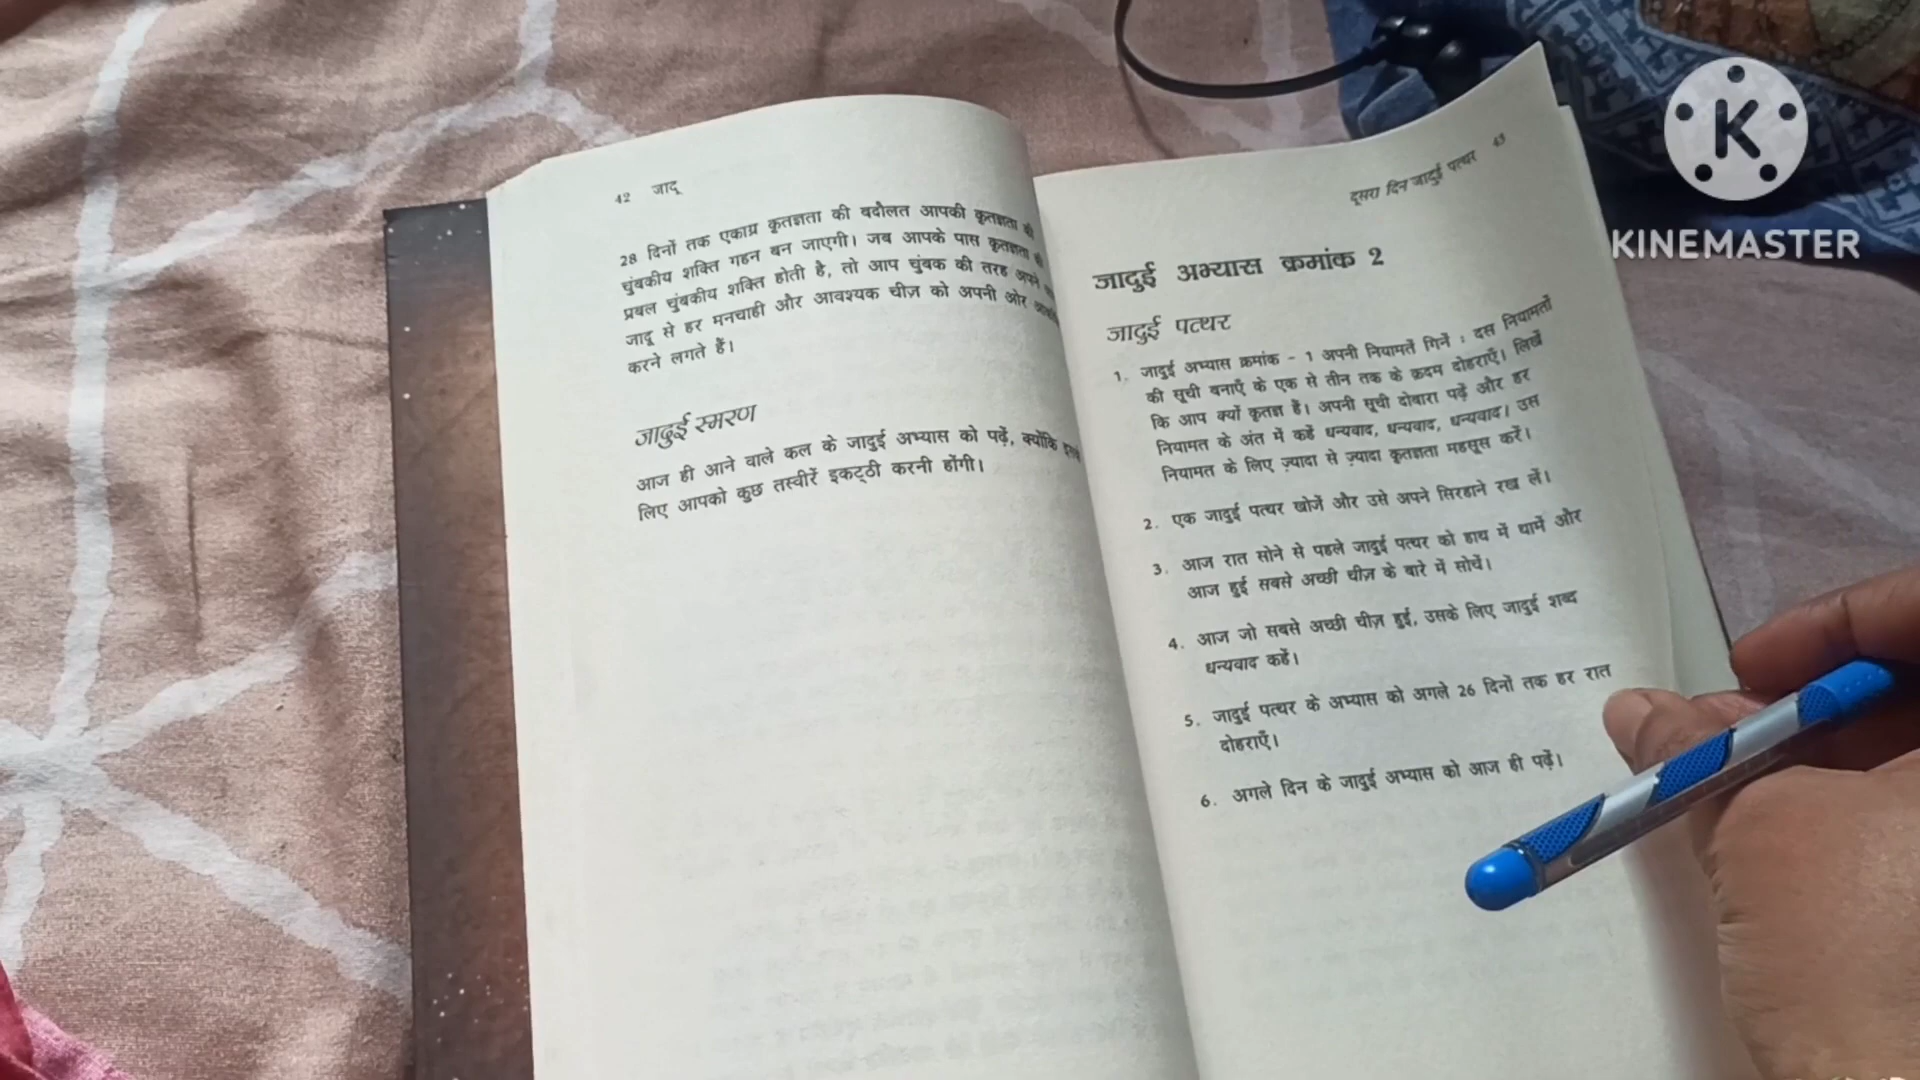 42 जादू
28 दिनों तक एकाग्र कृतज्ञता की बदौलत आपकी कृतज्ञता की
चुंबकीय शक्ति गहन बन जाएगी। जब आपके पास कृतज्ञता की
प्रबल चुंबकीय शक्ति होती है, तो आप चुंबक की तरह अपने
जादू से हर मनचाही और आवश्यक चीज़ को अपनी ओर
करने लगते हैं।
जादुई स्मरण
आज ही आने वाले कल के जादुई अभ्यास को पढ़ें, क्योंकि
लिए आपको कुछ तस्वीरें इकट्ठी करनी होंगी।
दूसरा दिन जादुई पत्थर 43
जादुई अभ्यास क्रमांक 2
जादुई पत्थर
1. जादुई अभ्यास क्रमांक - 1 अपनी नियामतें गिनें : दस नियामतों
की सूची बनाएँ के एक से तीन तक के क़दम दोहराएँ। लिखें
कि आप क्यों कृतज्ञ हैं। अपनी सूची दोबारा पढ़ें और हर
नियामत के अंत में कहें धन्यवाद, धन्यवाद, धन्यवाद। उस
नियामत के लिए ज़्यादा से ज़्यादा कृतज्ञता महसूस करें।
2. एक जादुई पत्थर खोजें और उसे अपने सिरहाने रख लें।
3. आज रात सोने से पहले जादुई पत्थर को हाथ में थामें और
आज हुई सबसे अच्छी चीज़ के बारे में सोचें।
4. आज जो सबसे अच्छी चीज़ हुई, उसके लिए जादुई शब्द
धन्यवाद कहें।
5. जादुई पत्थर के अभ्यास को अगले 26 दिनों तक हर रात
दोहराएँ।
6. अगले दिन के जादुई अभ्यास को आज ही पढ़ें।
K
KINEMASTER